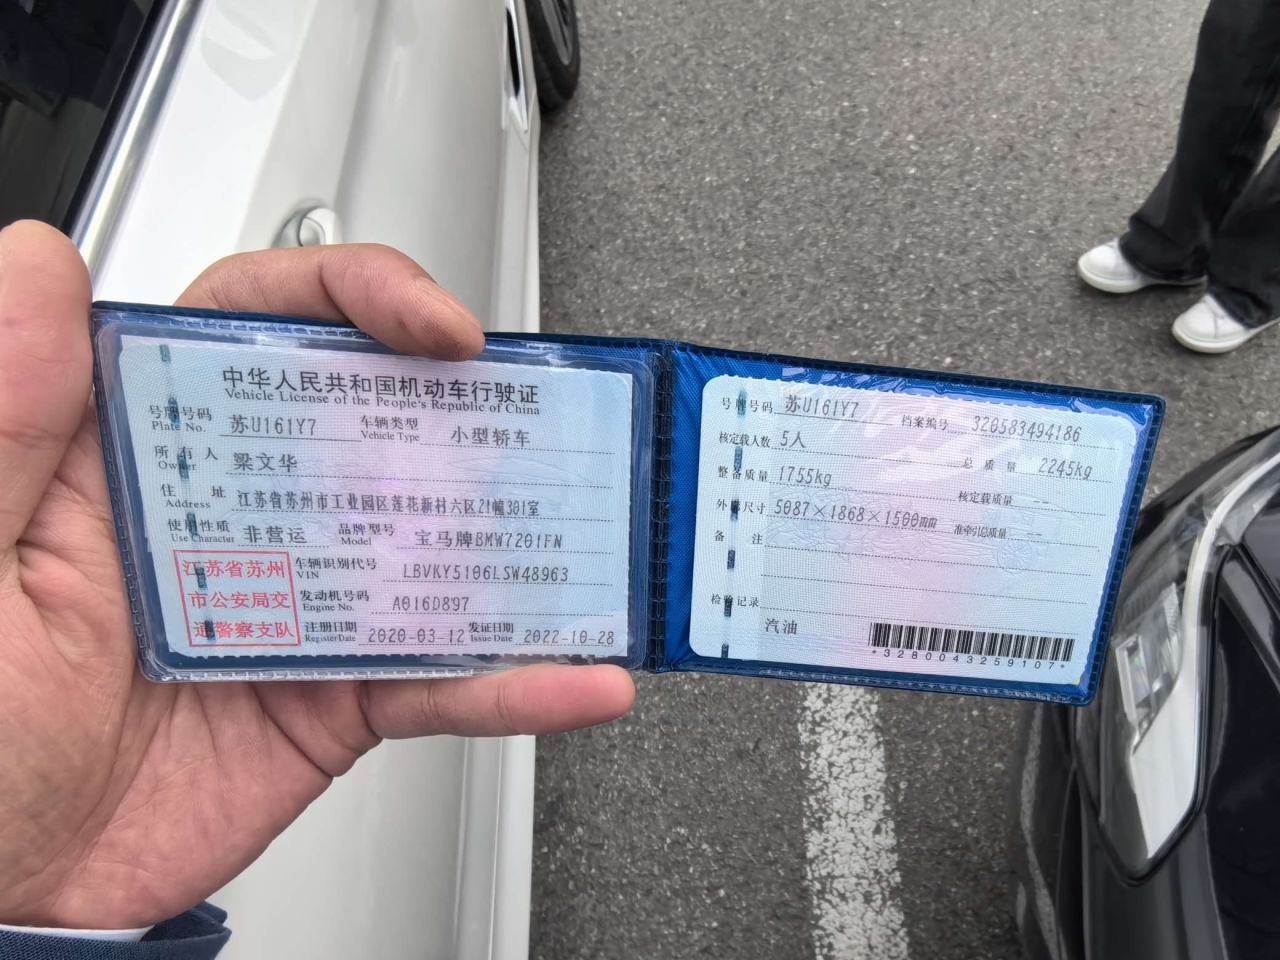 中华人民共和国机动车行驶证
Vehicle License of the People's Republic of China
号牌号码 苏U161Y7 车辆类型 小型轿车
Plate No. Vehicle Type
所有人 梁文华
Owner
住址 江苏省苏州市工业园区莲花新村六区21幢301室
Address
使用性质 非营运 品牌型号 宝马牌BMW7201FN
Use Character Model
江苏省苏州
市公安局交
通警察支队
车辆识别代号 LBVKY5106LSW48963
VIN
发动机号码 A016D897
Engine No.
注册日期 2020-03-12 发证日期 2022-10-28
Register Date Issue Date
号牌号码 苏U161Y7 档案编号 320583494186
核定载人数 5人 总质量 2245kg
整备质量 1755kg 核定载质量 --
外廓尺寸 5087×1868×1500mm 准牵引总质量 --
备注
检验记录
汽油
*3280043259107*